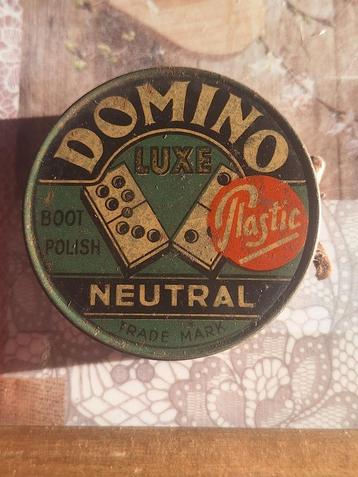 DOMINO
LUXE
BOOT
POLISH
Plastic
NEUTRAL
TRADE MARK